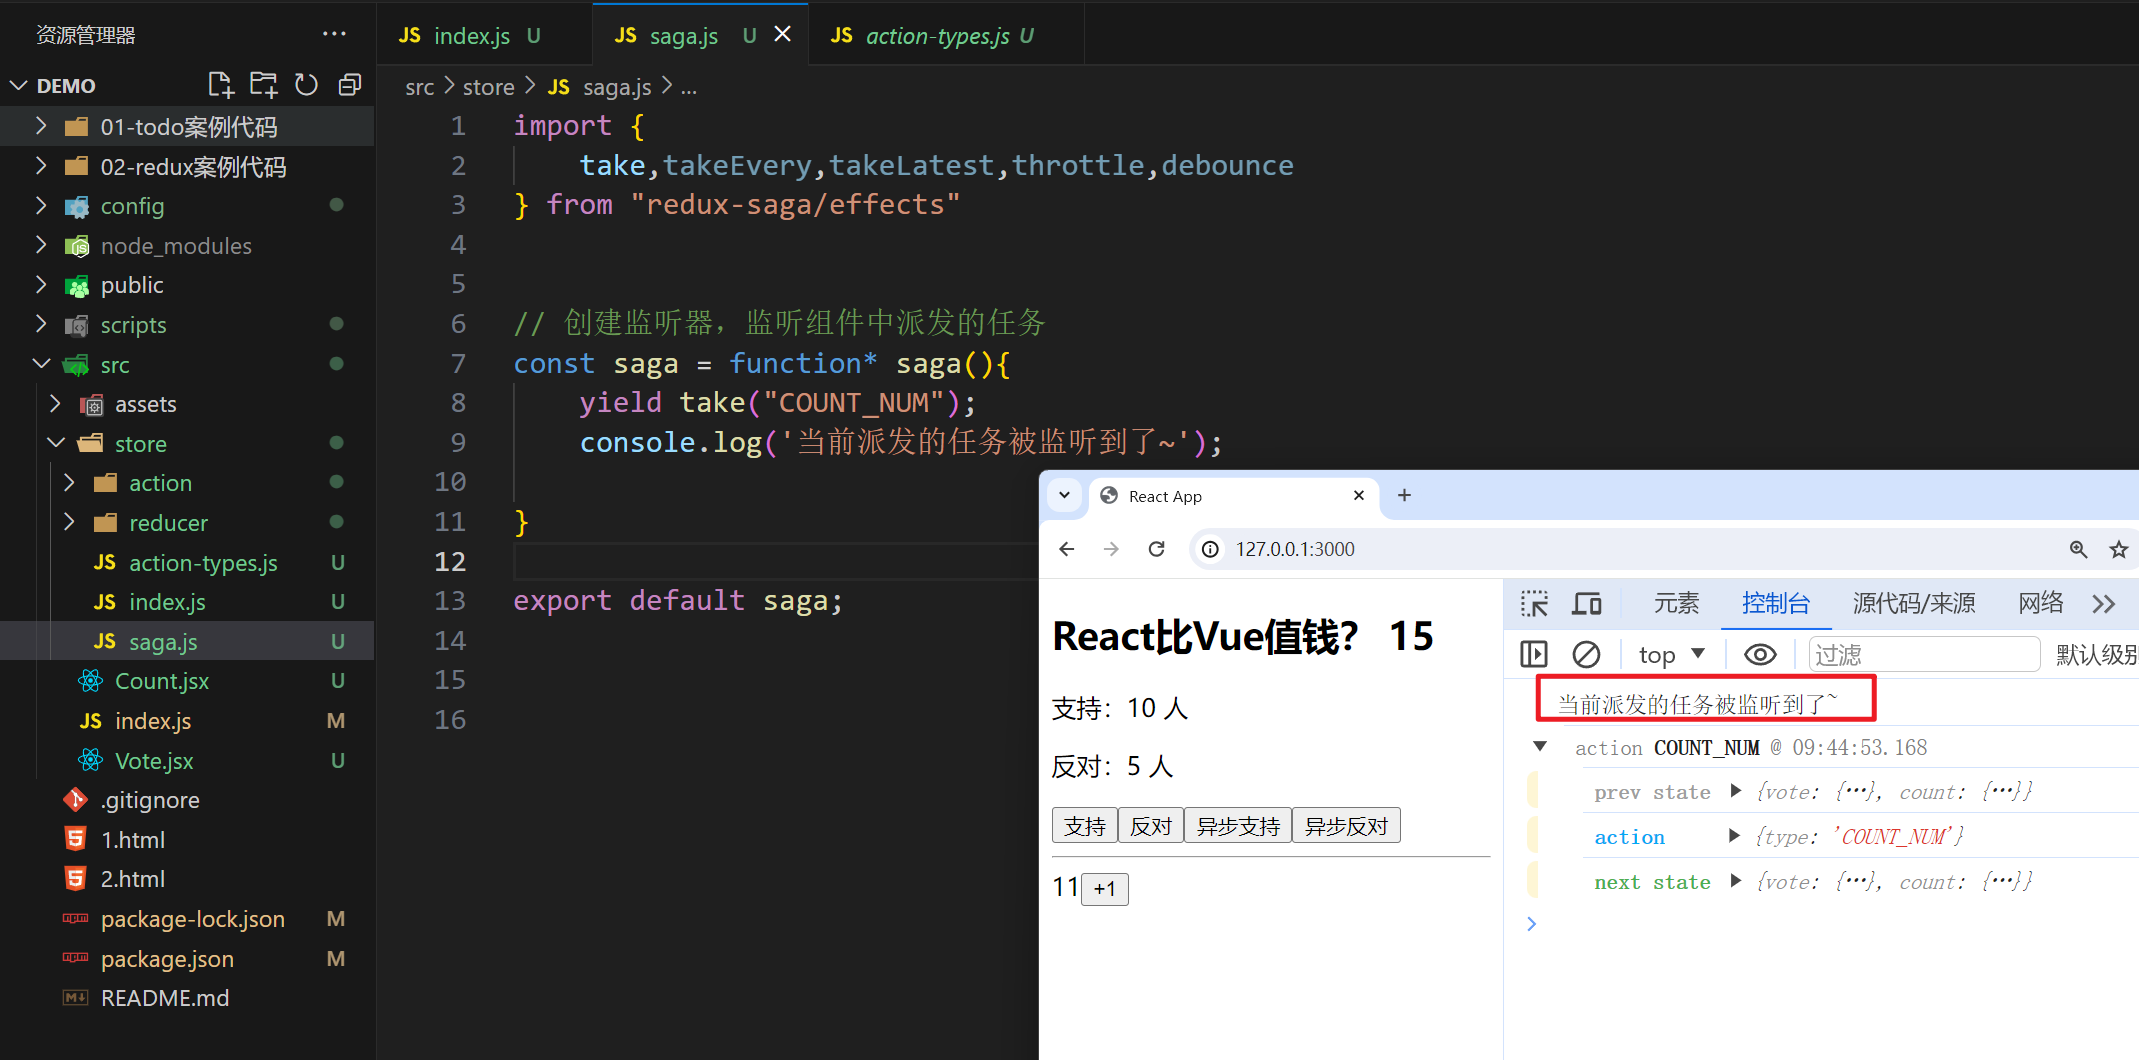 资源管理器 ···
DEMO
01-todo案例代码
02-redux案例代码
config
node_modules
public
scripts
src
assets
store
action
reducer
JS action-types.js U
JS index.js U
JS saga.js U
Count.jsx U
JS index.js M
Vote.jsx U
.gitignore
1.html
2.html
package-lock.json M
package.json M
README.md
JS index.js U
JS saga.js U
JS action-types.js U
src > store > JS saga.js > ...
1 import {
2 take,takeEvery,takeLatest,throttle,debounce
3 } from "redux-saga/effects"
4
5
6 // 创建监听器，监听组件中派发的任务
7 const saga = function* saga(){
8 yield take("COUNT_NUM");
9 console.log('当前派发的任务被监听到了~');
10
11 }
12
13 export default saga;
14
15
16
React App
127.0.0.1:3000
React比Vue值钱？ 15
支持：10 人
反对：5 人
支持 反对 异步支持 异步反对
11 +1
元素 控制台 源代码/来源 网络
top 过滤 默认级别
当前派发的任务被监听到了~
action COUNT_NUM @ 09:44:53.168
prev state {vote: {…}, count: {…}}
action {type: 'COUNT_NUM'}
next state {vote: {…}, count: {…}}